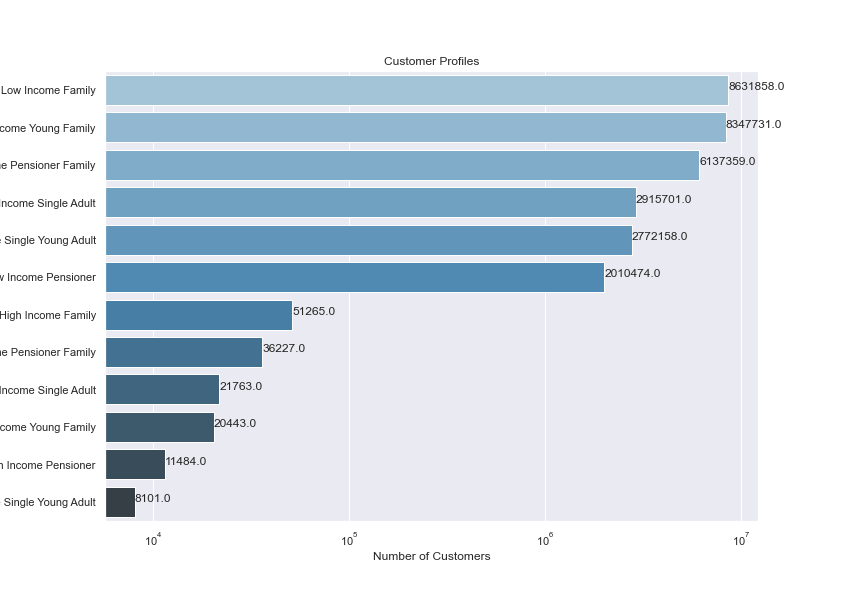 Customer Profiles
Low Income Family 8631858.0
come Young Family 8347731.0
e Pensioner Family 6137359.0
Income Single Adult 2915701.0
Single Young Adult 2772158.0
w Income Pensioner 2010474.0
High Income Family 51265.0
e Pensioner Family 36227.0
Income Single Adult 21763.0
come Young Family 20443.0
h Income Pensioner 11484.0
Single Young Adult 8101.0
10⁴ 10⁵ 10⁶ 10⁷
Number of Customers